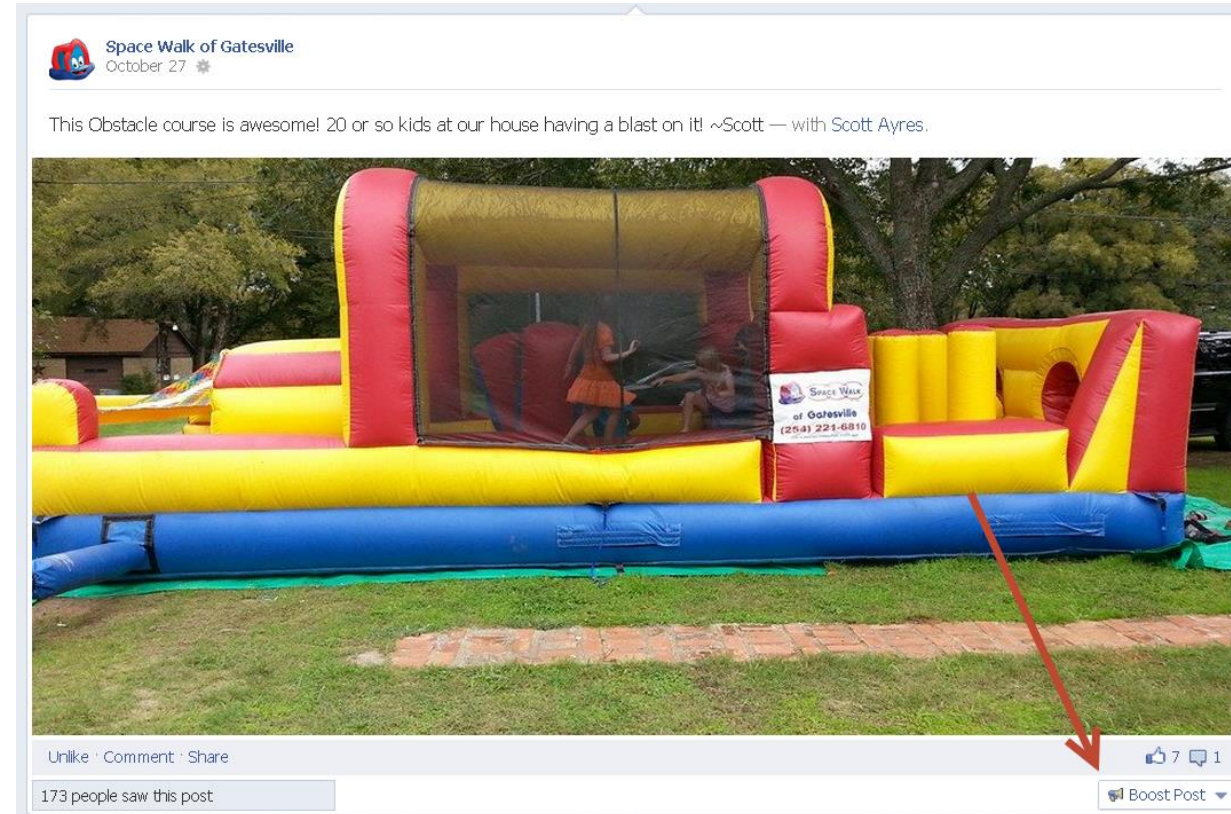 Space Walk of Gatesville
October 27
This Obstacle course is awesome! 20 or so kids at our house having a blast on it! ~Scott — with Scott Ayres.
SPACE WALK
of Gatesville
(254) 221-6810
Unlike · Comment · Share
7 1
173 people saw this post
Boost Post